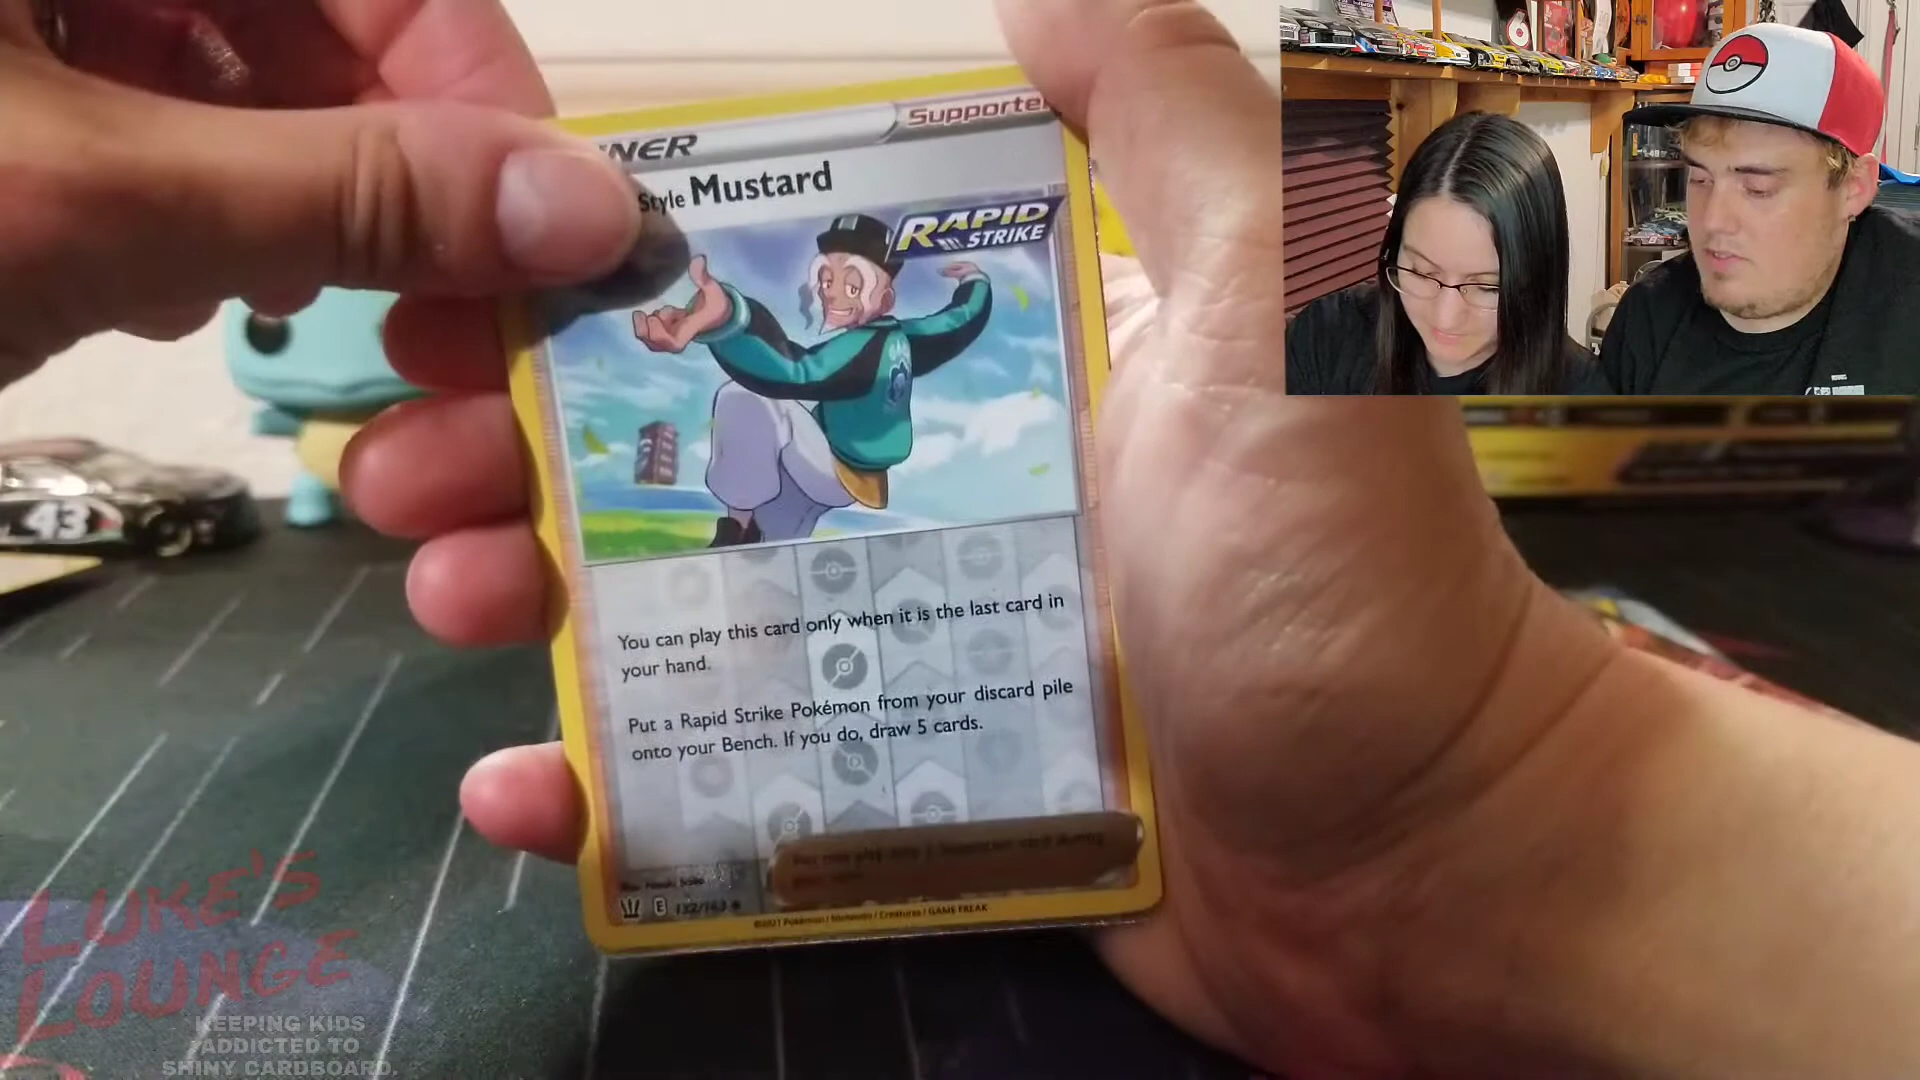 NER
Supporter
Style Mustard
RAPID
STRIKE
You can play this card only when it is the last card in
your hand.
Put a Rapid Strike Pokémon from your discard pile
onto your Bench. If you do, draw 5 cards.
E 132/163
©2021 Pokémon / Nintendo / Creatures / GAME FREAK
43
LUKE'S
LOUNGE
KEEPING KIDS
ADDICTED TO
SHINY CARDBOARD.